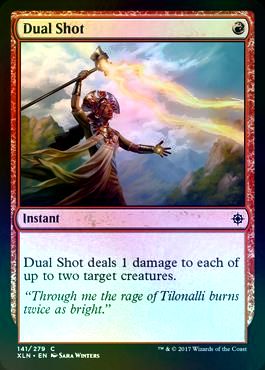 Dual Shot
Instant
Dual Shot deals 1 damage to each of
up to two target creatures.
"Through me the rage of Tilonalli burns
twice as bright."
141/279 C
XLN • EN SARA WINTERS
™ & © 2017 Wizards of the Coast